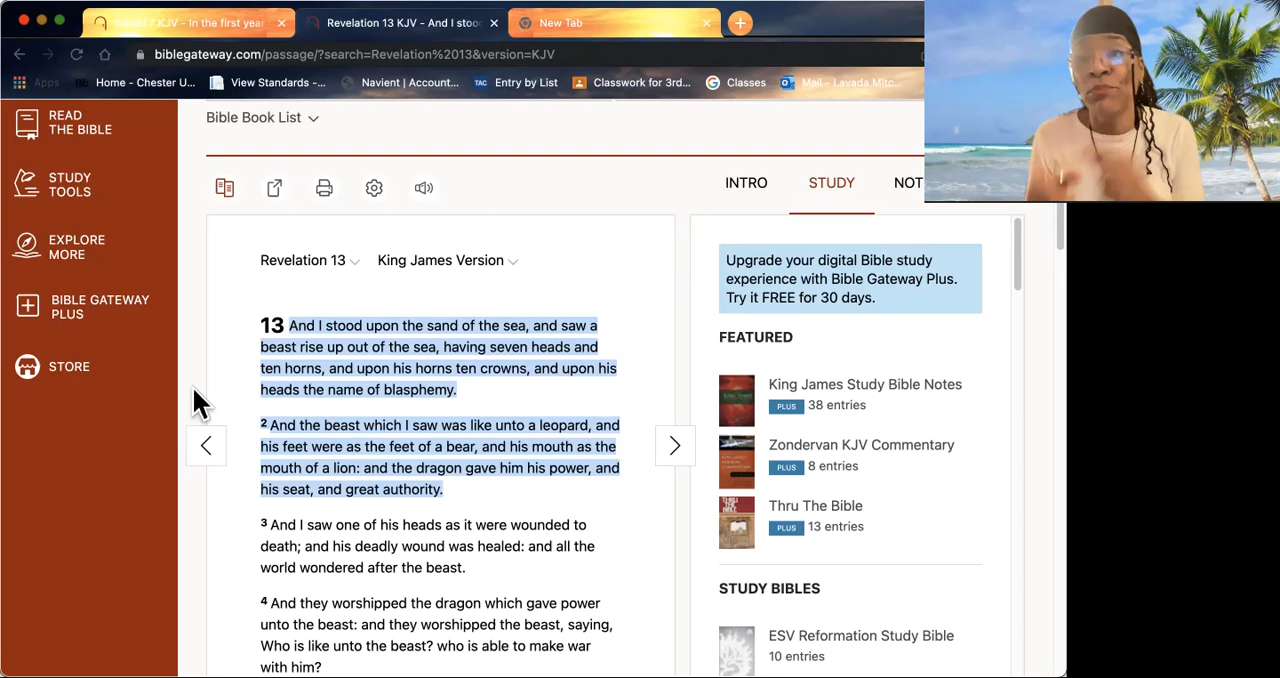 7 KJV - In the first year
Revelation 13 KJV - And I stoo
New Tab
biblegateway.com/passage/?search=Revelation%2013&version=KJV
Apps
Home - Chester U...
View Standards -...
Navient | Account...
TAC
Entry by List
Classwork for 3rd...
Classes
Mail – Lavada Mitc...
READ
THE BIBLE
STUDY
TOOLS
EXPLORE
MORE
BIBLE GATEWAY
PLUS
STORE
Bible Book List
INTRO
STUDY
NOT
Revelation 13
King James Version
13 And I stood upon the sand of the sea, and saw a
beast rise up out of the sea, having seven heads and
ten horns, and upon his horns ten crowns, and upon his
heads the name of blasphemy.
2 And the beast which I saw was like unto a leopard, and
his feet were as the feet of a bear, and his mouth as the
mouth of a lion: and the dragon gave him his power, and
his seat, and great authority.
3 And I saw one of his heads as it were wounded to
death; and his deadly wound was healed: and all the
world wondered after the beast.
4 And they worshipped the dragon which gave power
unto the beast: and they worshipped the beast, saying,
Who is like unto the beast? who is able to make war
with him?
Upgrade your digital Bible study
experience with Bible Gateway Plus.
Try it FREE for 30 days.
FEATURED
King James Study Bible Notes
PLUS 38 entries
Zondervan KJV Commentary
PLUS 8 entries
Thru The Bible
PLUS 13 entries
STUDY BIBLES
ESV Reformation Study Bible
10 entries